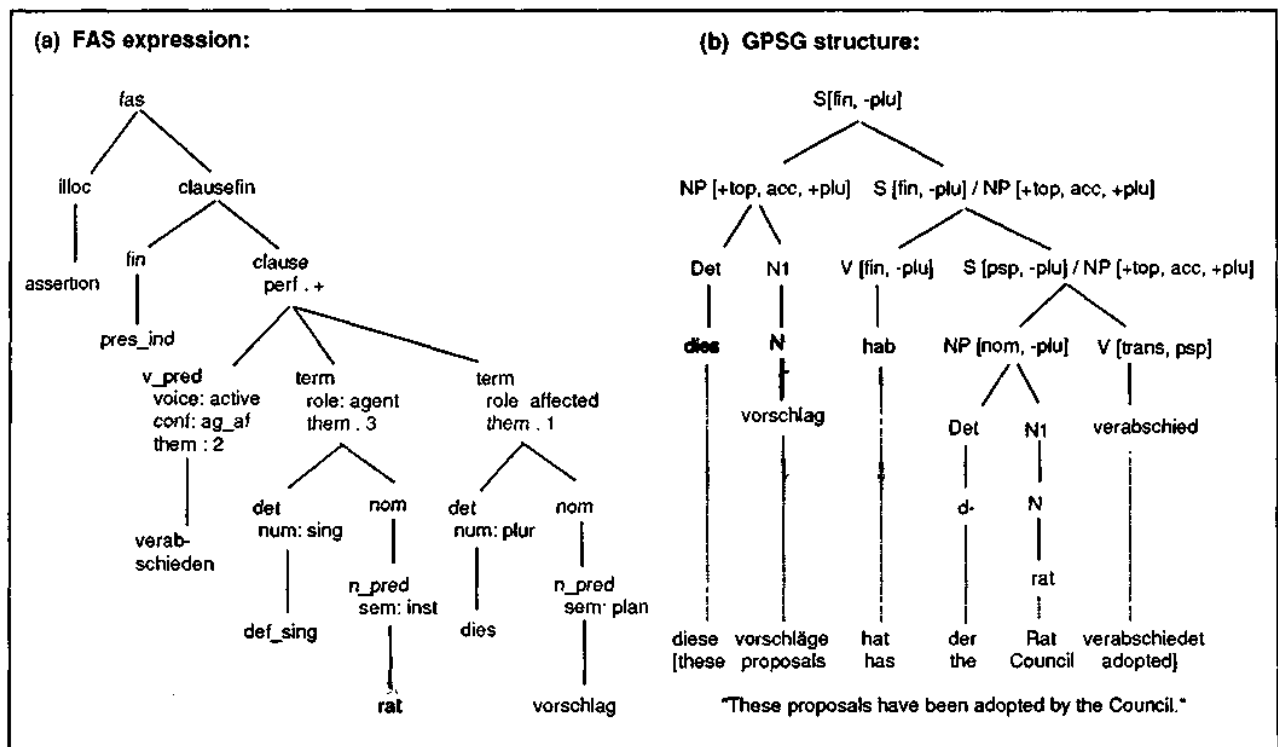 (a) FAS expression:
fas
illoc clausefin
fin clause
assertion perf . +
pres_ind
v_pred term term
voice: active role: agent role affected
conf: ag_af them . 3 them . 1
them : 2
det nom det nom
num: sing num: plur
verab-
schieden
n_pred n_pred
sem: inst sem: plan
def_sing dies
rat vorschlag
(b) GPSG structure:
S[fin, -plu]
NP [+top, acc, +plu] S [fin, -plu] / NP [+top, acc, +plu]
Det N1 V [fin, -plu] S [psp, -plu] / NP [+top, acc, +plu]
dies N hab NP [nom, -plu] V [trans, psp]
vorschlag Det N1 verabschied
d- N
rat
diese vorschläge hat der Rat verabschiedet
[these proposals has the Council adopted]
"These proposals have been adopted by the Council."